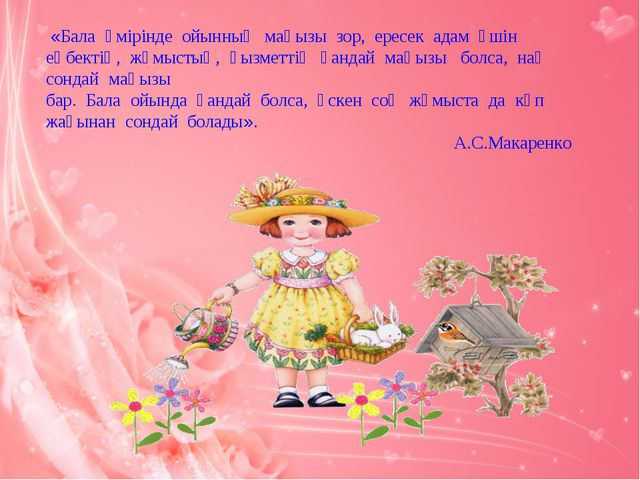 «Бала өмірінде ойынның маңызы зор, ересек адам үшін
еңбектің, жұмыстың, қызметтің қандай маңызы болса, нақ
сондай маңызы
бар. Бала ойында қандай болса, өскен соң жұмыста да көп
жағынан сондай болады».
А.С.Макаренко